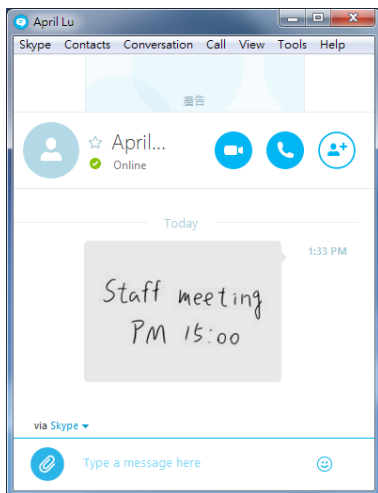 April Lu
Skype Contacts Conversation Call View Tools Help
廣告
April...
Online
Today
1:33 PM
Staff meeting
PM 15:00
via Skype
Type a message here